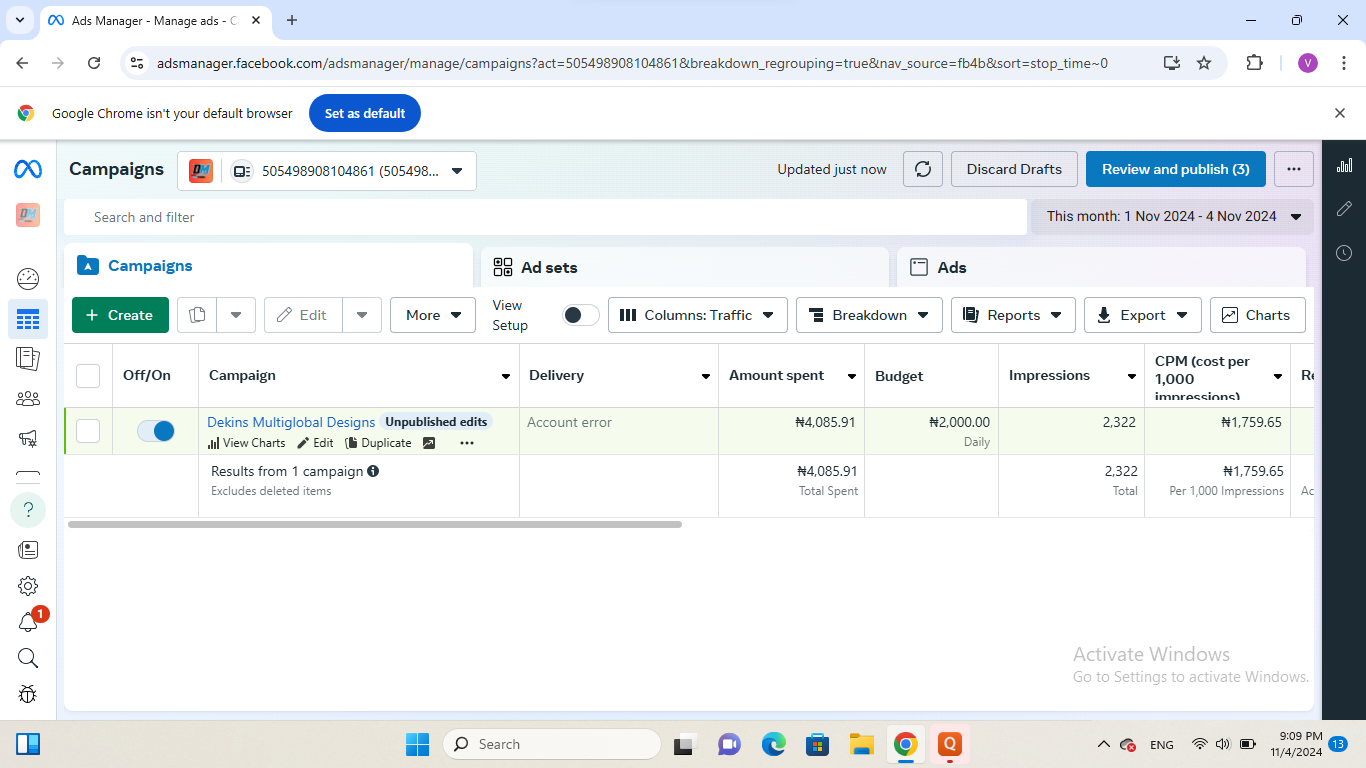 Ads Manager - Manage ads - C
adsmanager.facebook.com/adsmanager/manage/campaigns?act=505498908104861&breakdown_regrouping=true&nav_source=fb4b&sort=stop_time~0
V
Google Chrome isn't your default browser
Set as default
Campaigns
DM
505498908104861 (505498...
Updated just now
Discard Drafts
Review and publish (3)
DM
Search and filter
This month: 1 Nov 2024 - 4 Nov 2024
Campaigns
Ad sets
Ads
+ Create
Edit
More
View
Setup
Columns: Traffic
Breakdown
Reports
Export
Charts
Off/On
Campaign
Delivery
Amount spent
Budget
Impressions
CPM (cost per
1,000
impressions)
Re
Dekins Multiglobal Designs
Unpublished edits
Account error
₦4,085.91
₦2,000.00
2,322
₦1,759.65
View Charts
Edit
Duplicate
...
Daily
Results from 1 campaign
₦4,085.91
2,322
₦1,759.65
Excludes deleted items
Total Spent
Total
Per 1,000 Impressions
Ac
?
1
Activate Windows
Go to Settings to activate Windows.
Search
Q
ENG
9:09 PM
11/4/2024
13